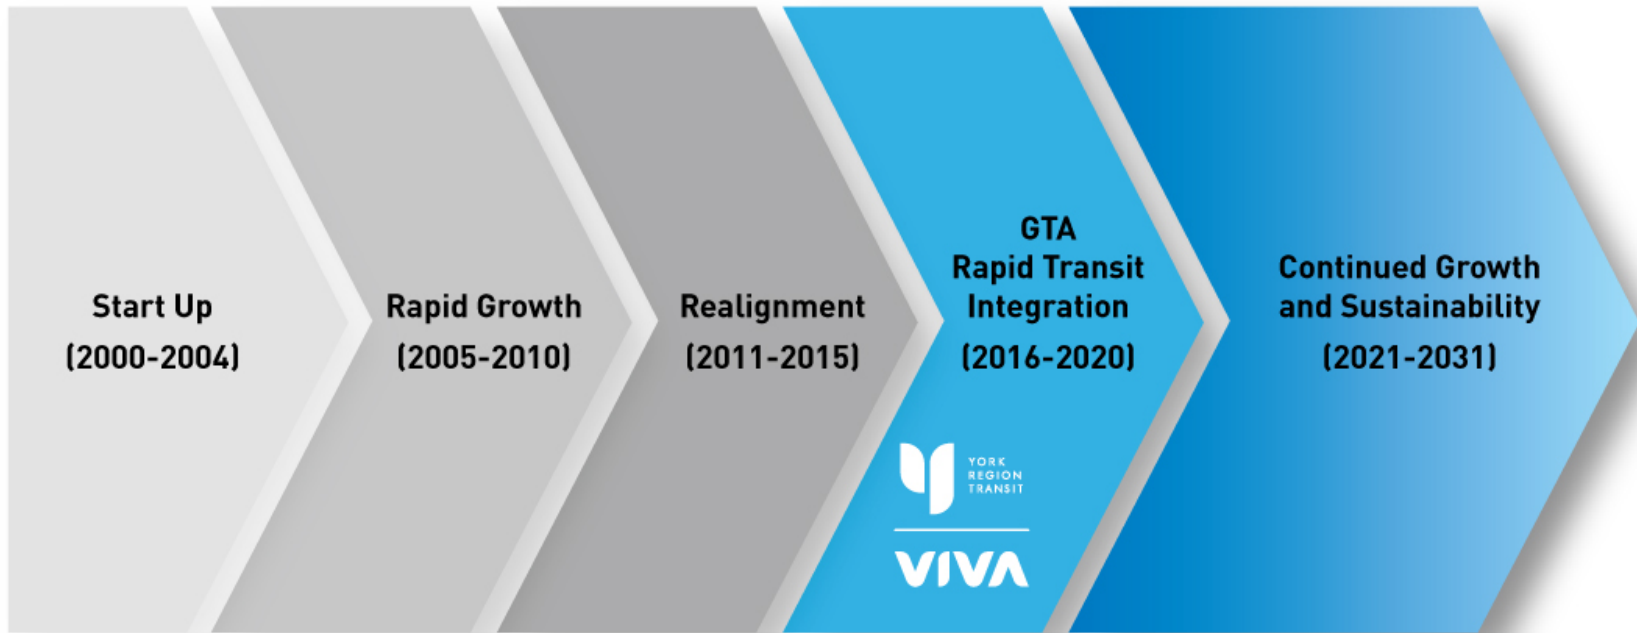 Start Up
(2000-2004)
Rapid Growth
(2005-2010)
Realignment
(2011-2015)
GTA
Rapid Transit
Integration
(2016-2020)
YORK
REGION
TRANSIT
VIVA
Continued Growth
and Sustainability
(2021-2031)